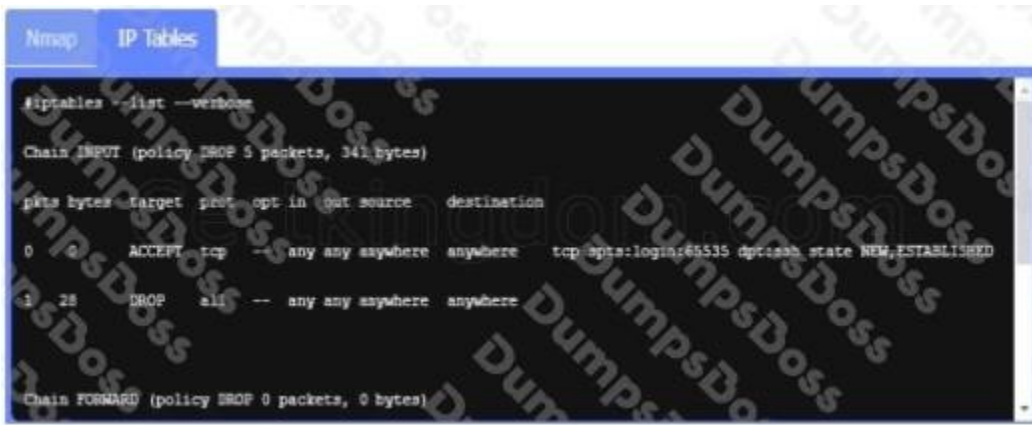 Nmap
IP Tables
#iptables --list --verbose
Chain INPUT (policy DROP 5 packets, 341 bytes)
pkts bytes target prot opt in out source destination
0 0 ACCEPT tcp -- any any anywhere anywhere tcp spts:login:65535 dpt:ssh state NEW,ESTABLISHED
1 28 DROP all -- any any anywhere anywhere
Chain FORWARD (policy DROP 0 packets, 0 bytes)
DumpsDoss